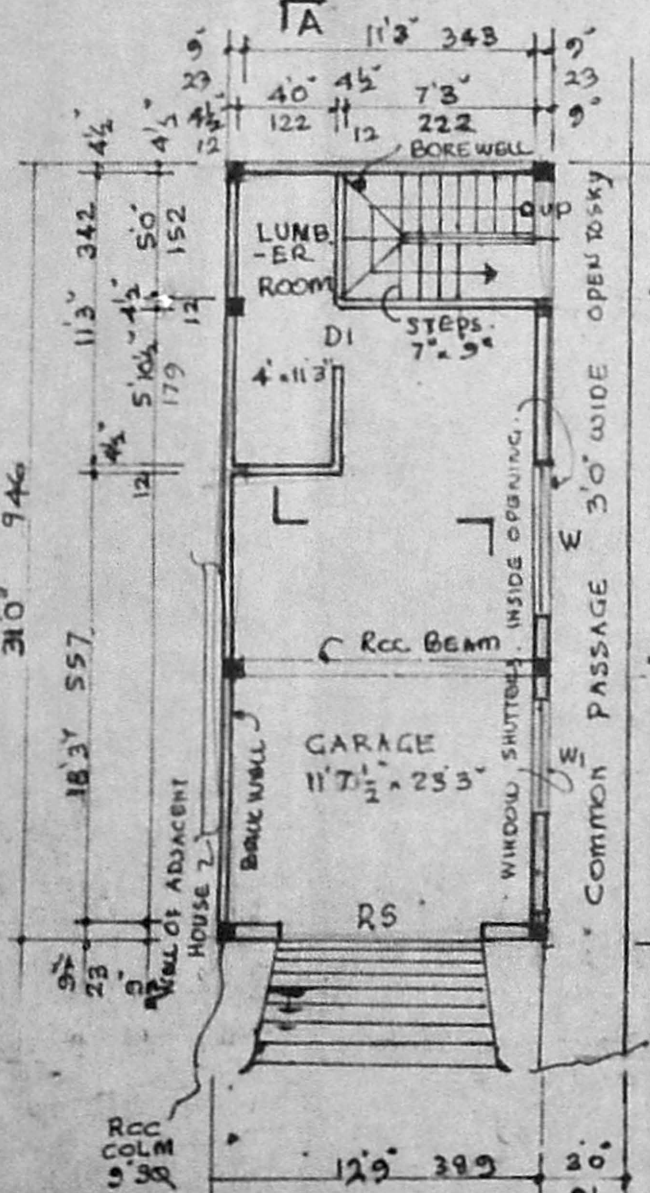 A
11'3" 343
9"
23
9"
23
4'0"
122
4½"
12
7'3"
222
9"
4½"
12
4½"
4½"
BOREWELL
UP
342
11'3"
5'0"
152
4½"
12
5'10½"
179
4½"
12
LUMB
-ER
ROOM
STEPS.
7" x 9"
D1
4' x 11'3"
COMMON PASSAGE 3'0" WIDE OPEN TO SKY
WINDOW SHUTTERS. INSIDE OPENING.
W
31'0" 946
18'3" 557
RCC BEAM
GARAGE
11'7½" x 23'3"
W1
WALL OF ADJACENT
HOUSE
RS
9"
23
9"
RCC
COLM
12'9" 389
3'0"